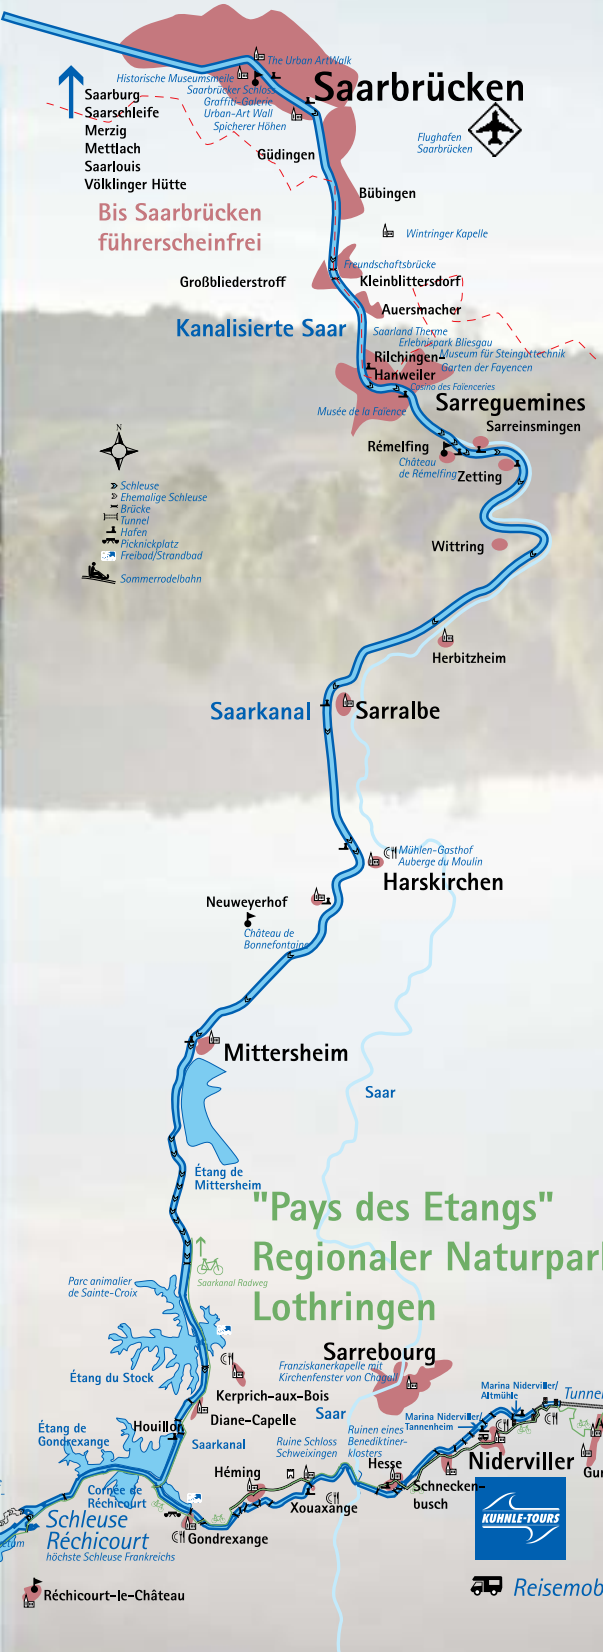 The Urban ArtWalk
Historische Museumsmeile
Saarbrücker Schloss
Graffiti-Galerie
Urban-Art Wall
Spicherer Höhen
Saarbrücken
Saarburg
Saarschleife
Merzig
Mettlach
Saarlouis
Völklinger Hütte
Flughafen
Saarbrücken
Güdingen
Bübingen
Bis Saarbrücken
führerscheinfrei
Wintringer Kapelle
Freundschaftsbrücke
Großbliederstroff
Kleinblittersdorf
Auersmacher
Kanalisierte Saar
Saarland Therme
Erlebnispark Bliesgau
Rilchingen-
Hanweiler
Museum für Steinguttechnik
Garten der Fayencen
Casino des Faïenceries
Musée de la Faïence
Sarreguemines
Sarreinsmingen
Rémelfing
Château
de Rémelfing
Zetting
N
Schleuse
Ehemalige Schleuse
Brücke
Tunnel
Hafen
Picknickplatz
Freibad/Strandbad
Sommerrodelbahn
Wittring
Herbitzheim
Saarkanal
Sarralbe
Mühlen-Gasthof
Auberge du Moulin
Harskirchen
Neuweyerhof
Château de
Bonnefontaine
Mittersheim
Saar
Étang de
Mittersheim
"Pays des Etangs"
Regionaler Naturpark
Lothringen
Saarkanal Radweg
Parc animalier
de Sainte-Croix
Étang du Stock
Sarrebourg
Franziskanerkapelle mit
Kirchenfenster von Chagall
Kerprich-aux-Bois
Diane-Capelle
Saar
Marina Niderviller/
Altmühle
Tunne
Marina Niderviller/
Tannenheim
Étang de
Gondrexange
Houillon
Saarkanal
Ruine Schloss
Schweixingen
Ruinen eines
Benediktiner-
klosters
Niderviller
Héming
Hesse
Gu
Cornée de
Réchicourt
Xouaxange
Schnecken-
busch
Schleuse
Réchicourt
höchste Schleuse Frankreichs
Gondrexange
KUHNLE-TOURS
Réchicourt-le-Château
Reisemob